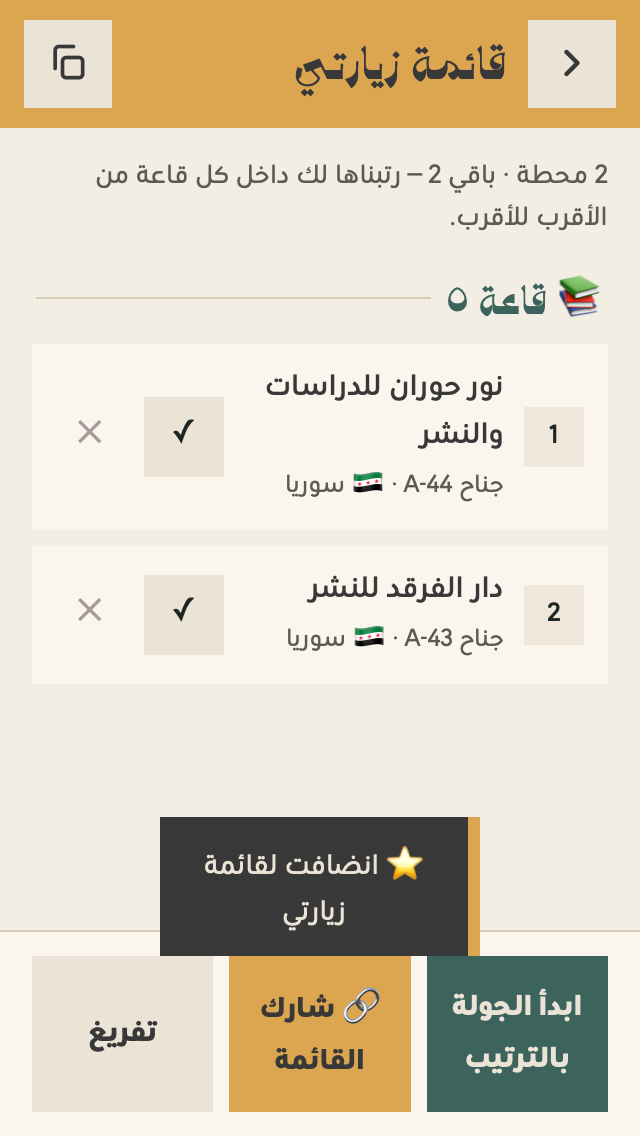 قائمة زيارتي
2 محطة · باقي 2 – رتبناها لك داخل كل قاعة من
الأقرب للأقرب.
📚 قاعة ٥
1
نور حوران للدراسات
والنشر
جناح A-44 · 🇸🇾 سوريا
✓
✕
2
دار الفرقد للنشر
جناح A-43 · 🇸🇾 سوريا
✓
✕
⭐ انضافت لقائمة
زيارتي
ابدأ الجولة
بالترتيب
🔗 شارك
القائمة
تفريغ